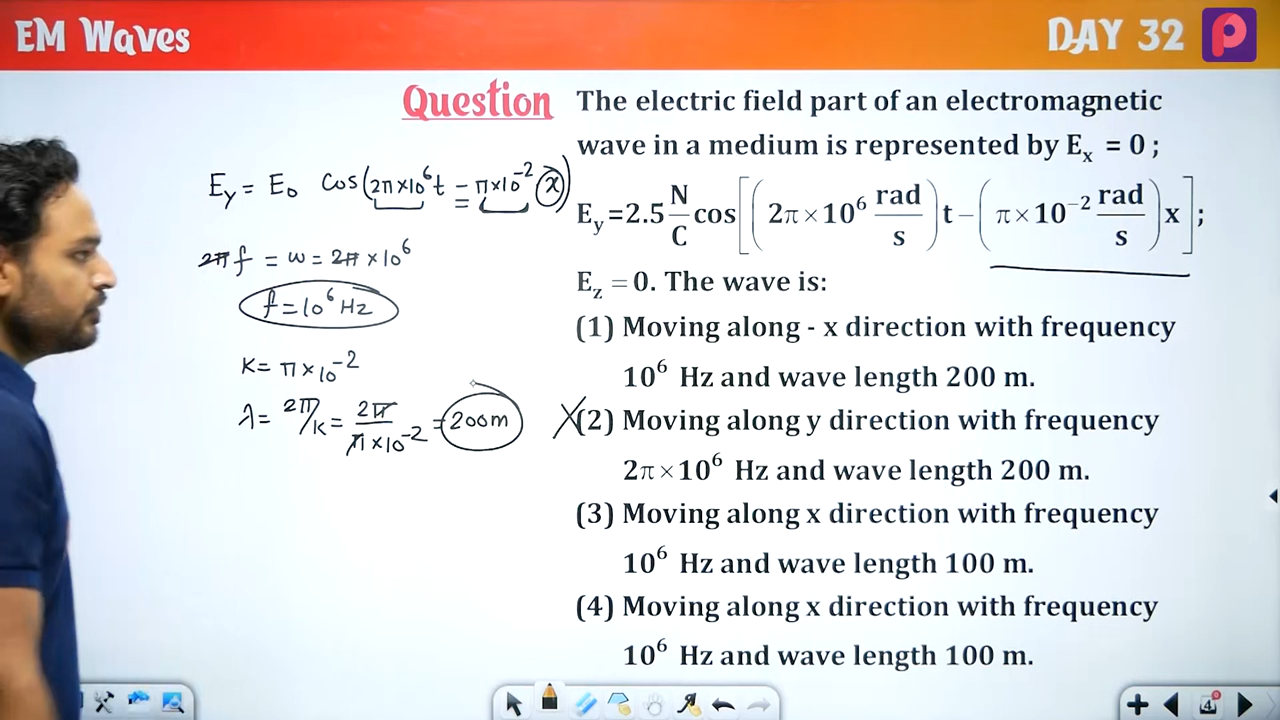 EM Waves
DAY 32
Question The electric field part of an electromagnetic
wave in a medium is represented by Eₓ = 0 ;
E_y =2.5 N/C cos[(2π×10⁶ rad/s) t−(π×10⁻² rad/s) x] ;
E_z = 0. The wave is:
(1) Moving along - x direction with frequency
10⁶ Hz and wave length 200 m.
(2) Moving along y direction with frequency
2π×10⁶ Hz and wave length 200 m.
(3) Moving along x direction with frequency
10⁶ Hz and wave length 100 m.
(4) Moving along x direction with frequency
10⁶ Hz and wave length 100 m.
E_y = E₀ cos(2π×10⁶t − π×10⁻² x)
2π f = ω = 2π × 10⁶
f = 10⁶ Hz
K = π × 10⁻²
λ = 2π/K = 2π/π×10⁻² = 200m
4